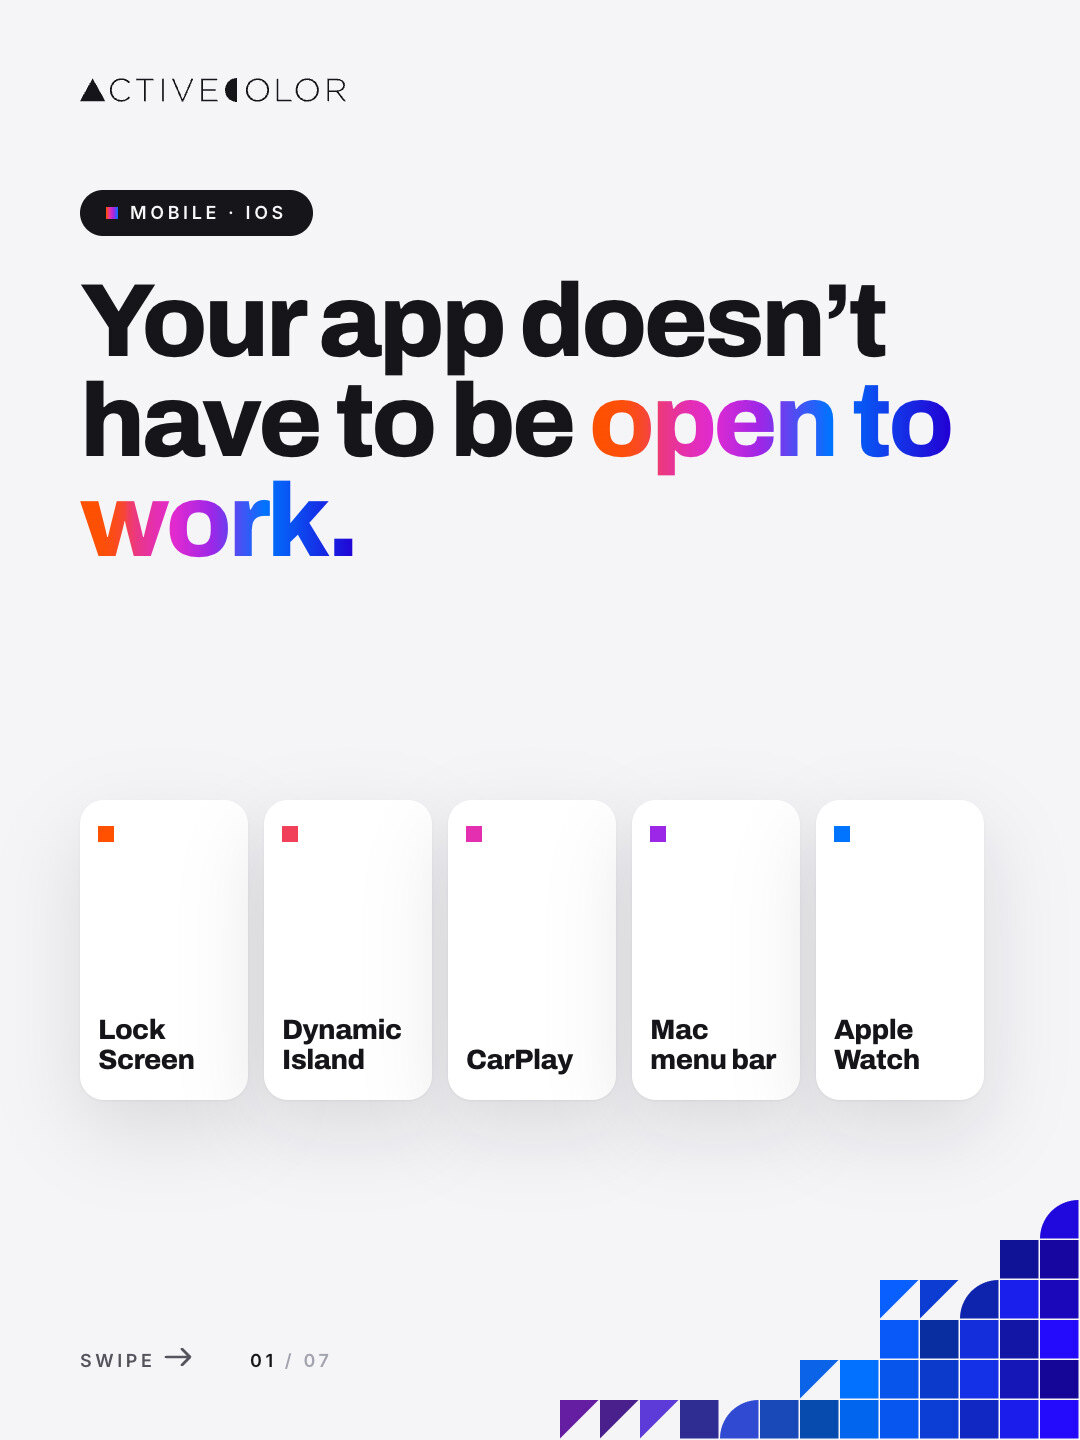 ACTIVECOLOR
MOBILE · IOS
Your app doesn’t
have to be open to
work.
Lock
Screen
Dynamic
Island
CarPlay
Mac
menu bar
Apple
Watch
SWIPE →
01 / 07